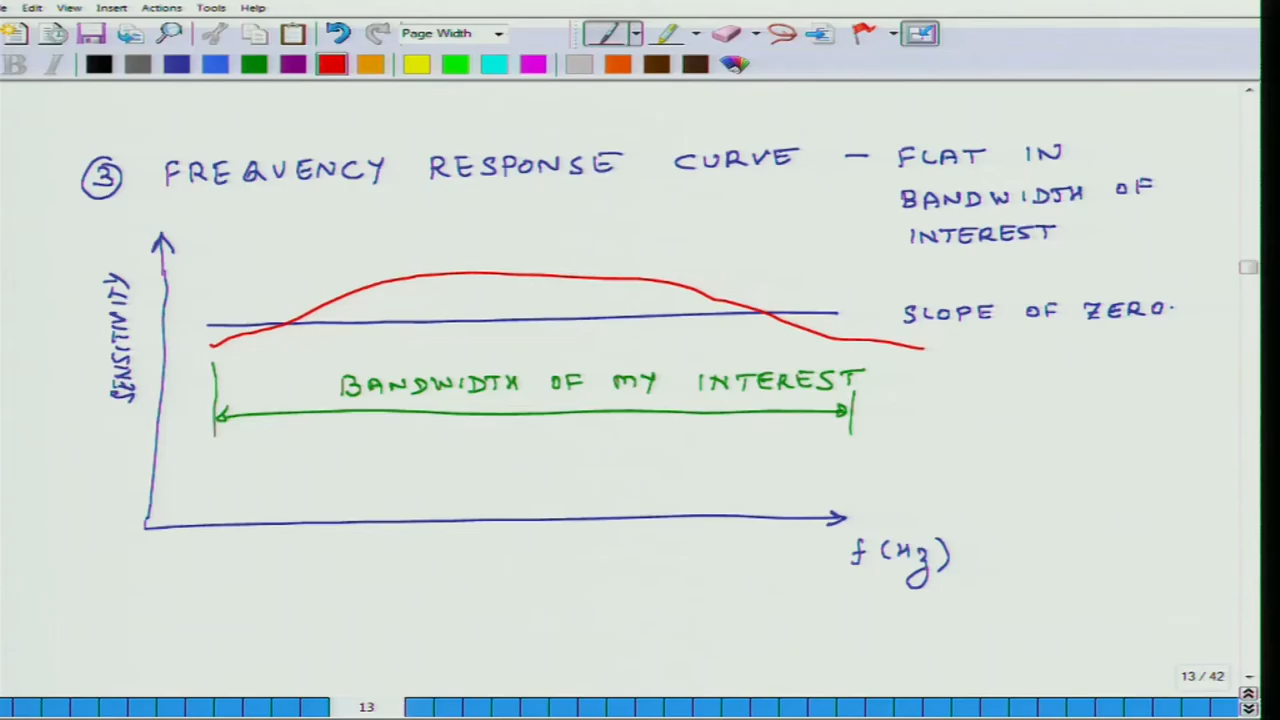 Edit View Insert Actions Tools Help
Page Width
B I
3 FREQUENCY RESPONSE CURVE - FLAT IN
BANDWIDTH OF
INTEREST
SENSITIVITY
SLOPE OF ZERO.
BANDWIDTH OF MY INTEREST
f (Hz)
13 / 42
13